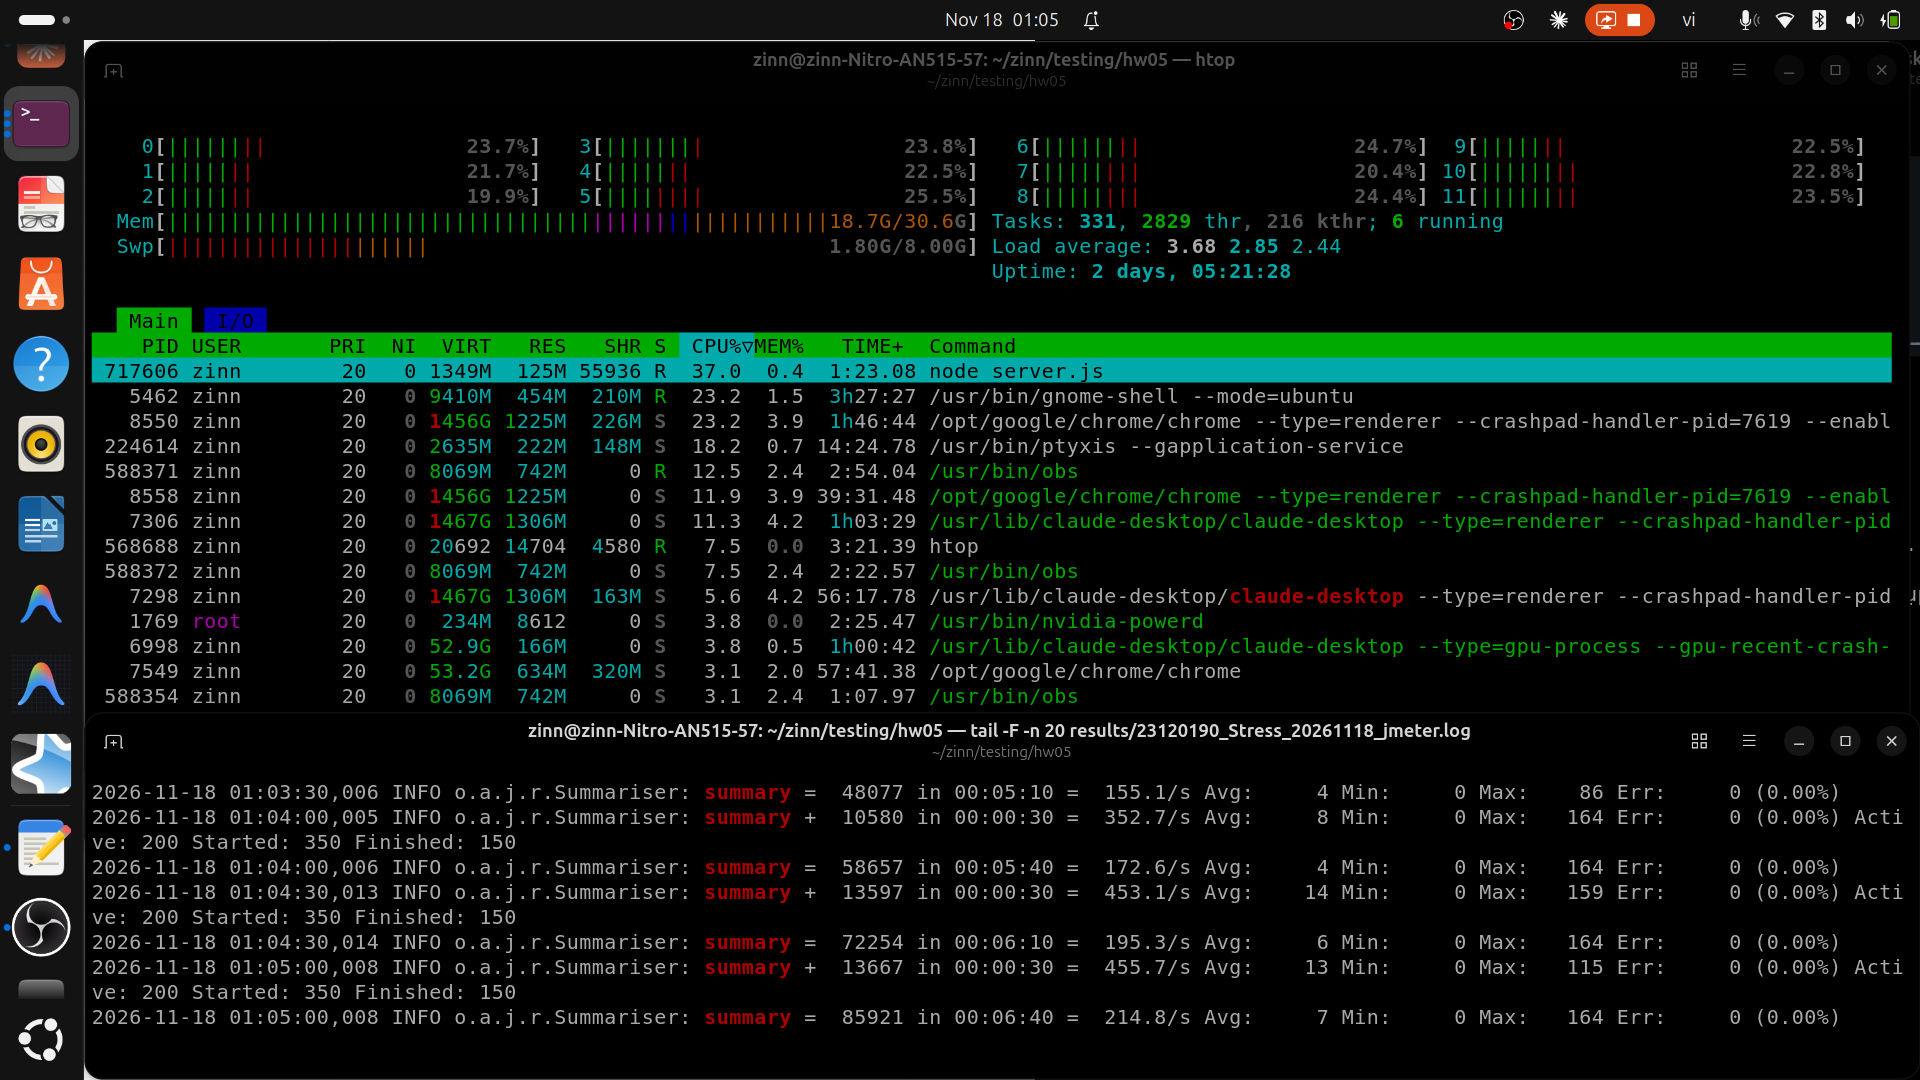 Nov 18 01:05
vi
zinn@zinn-Nitro-AN515-57: ~/zinn/testing/hw05 — htop
~/zinn/testing/hw05
0[||||||||23.7%] 3[||||||||23.8%] 6[||||||||24.7%] 9[|||||||22.5%]
1[|||||||21.7%] 4[|||||||22.5%] 7[||||||||20.4%] 10[||||||||22.8%]
2[|||||||19.9%] 5[||||||||25.5%] 8[||||||||24.4%] 11[||||||||23.5%]
Mem[|||||||||||||||||||||||||||||||||||||||||||||||||||||18.7G/30.6G] Tasks: 331, 2829 thr, 216 kthr; 6 running
Swp[|||||||||||||||||||||1.80G/8.00G] Load average: 3.68 2.85 2.44
Uptime: 2 days, 05:21:28
Main I/O
PID USER PRI NI VIRT RES SHR S CPU%▽MEM% TIME+ Command
717606 zinn 20 0 1349M 125M 55936 R 37.0 0.4 1:23.08 node server.js
5462 zinn 20 0 9410M 454M 210M R 23.2 1.5 3h27:27 /usr/bin/gnome-shell --mode=ubuntu
8550 zinn 20 0 1456G 1225M 226M S 23.2 3.9 1h46:44 /opt/google/chrome/chrome --type=renderer --crashpad-handler-pid=7619 --enabl
224614 zinn 20 0 2635M 222M 148M S 18.2 0.7 14:24.78 /usr/bin/ptyxis --gapplication-service
588371 zinn 20 0 8069M 742M 0 R 12.5 2.4 2:54.04 /usr/bin/obs
8558 zinn 20 0 1456G 1225M 0 S 11.9 3.9 39:31.48 /opt/google/chrome/chrome --type=renderer --crashpad-handler-pid=7619 --enabl
7306 zinn 20 0 1467G 1306M 0 S 11.3 4.2 1h03:29 /usr/lib/claude-desktop/claude-desktop --type=renderer --crashpad-handler-pid
568688 zinn 20 0 20692 14704 4580 R 7.5 0.0 3:21.39 htop
588372 zinn 20 0 8069M 742M 0 S 7.5 2.4 2:22.57 /usr/bin/obs
7298 zinn 20 0 1467G 1306M 163M S 5.6 4.2 56:17.78 /usr/lib/claude-desktop/claude-desktop --type=renderer --crashpad-handler-pid
1769 root 20 0 234M 8612 0 S 3.8 0.0 2:25.47 /usr/bin/nvidia-powerd
6998 zinn 20 0 52.9G 166M 0 S 3.8 0.5 1h00:42 /usr/lib/claude-desktop/claude-desktop --type=gpu-process --gpu-recent-crash-
7549 zinn 20 0 53.2G 634M 320M S 3.1 2.0 57:41.38 /opt/google/chrome/chrome
588354 zinn 20 0 8069M 742M 0 S 3.1 2.4 1:07.97 /usr/bin/obs
zinn@zinn-Nitro-AN515-57: ~/zinn/testing/hw05 — tail -F -n 20 results/23120190_Stress_20261118_jmeter.log
~/zinn/testing/hw05
2026-11-18 01:03:30,006 INFO o.a.j.r.Summariser: summary = 48077 in 00:05:10 = 155.1/s Avg: 4 Min: 0 Max: 86 Err: 0 (0.00%)
2026-11-18 01:04:00,005 INFO o.a.j.r.Summariser: summary + 10580 in 00:00:30 = 352.7/s Avg: 8 Min: 0 Max: 164 Err: 0 (0.00%) Acti
ve: 200 Started: 350 Finished: 150
2026-11-18 01:04:00,006 INFO o.a.j.r.Summariser: summary = 58657 in 00:05:40 = 172.6/s Avg: 4 Min: 0 Max: 164 Err: 0 (0.00%)
2026-11-18 01:04:30,013 INFO o.a.j.r.Summariser: summary + 13597 in 00:00:30 = 453.1/s Avg: 14 Min: 0 Max: 159 Err: 0 (0.00%) Acti
ve: 200 Started: 350 Finished: 150
2026-11-18 01:04:30,014 INFO o.a.j.r.Summariser: summary = 72254 in 00:06:10 = 195.3/s Avg: 6 Min: 0 Max: 164 Err: 0 (0.00%)
2026-11-18 01:05:00,008 INFO o.a.j.r.Summariser: summary + 13667 in 00:00:30 = 455.7/s Avg: 13 Min: 0 Max: 115 Err: 0 (0.00%) Acti
ve: 200 Started: 350 Finished: 150
2026-11-18 01:05:00,008 INFO o.a.j.r.Summariser: summary = 85921 in 00:06:40 = 214.8/s Avg: 7 Min: 0 Max: 164 Err: 0 (0.00%)